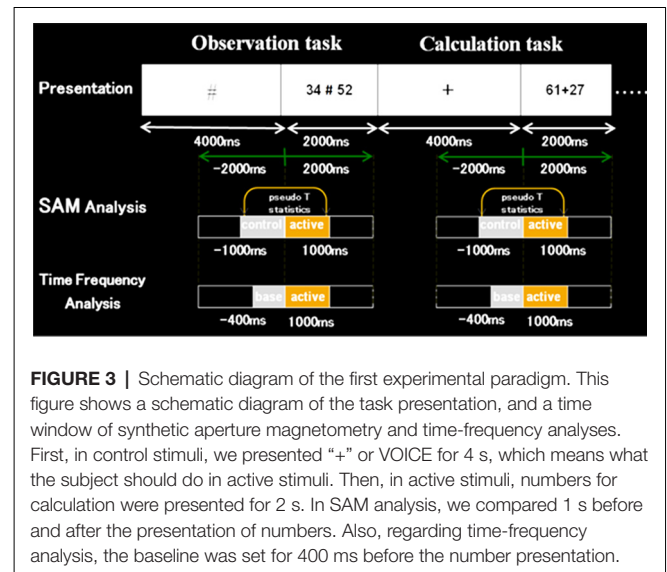 Observation task Calculation task
Presentation # 34 # 52 + 61+27 .....
4000ms 2000ms 4000ms 2000ms
−2000ms 2000ms −2000ms 2000ms
SAM Analysis pseudo T statistics pseudo T statistics
control active control active
−1000ms 1000ms −1000ms 1000ms
Time Frequency Analysis
base active base active
−400ms 1000ms −400ms 1000ms
FIGURE 3 | Schematic diagram of the first experimental paradigm. This
figure shows a schematic diagram of the task presentation, and a time
window of synthetic aperture magnetometry and time-frequency analyses.
First, in control stimuli, we presented “+” or VOICE for 4 s, which means what
the subject should do in active stimuli. Then, in active stimuli, numbers for
calculation were presented for 2 s. In SAM analysis, we compared 1 s before
and after the presentation of numbers. Also, regarding time-frequency
analysis, the baseline was set for 400 ms before the number presentation.